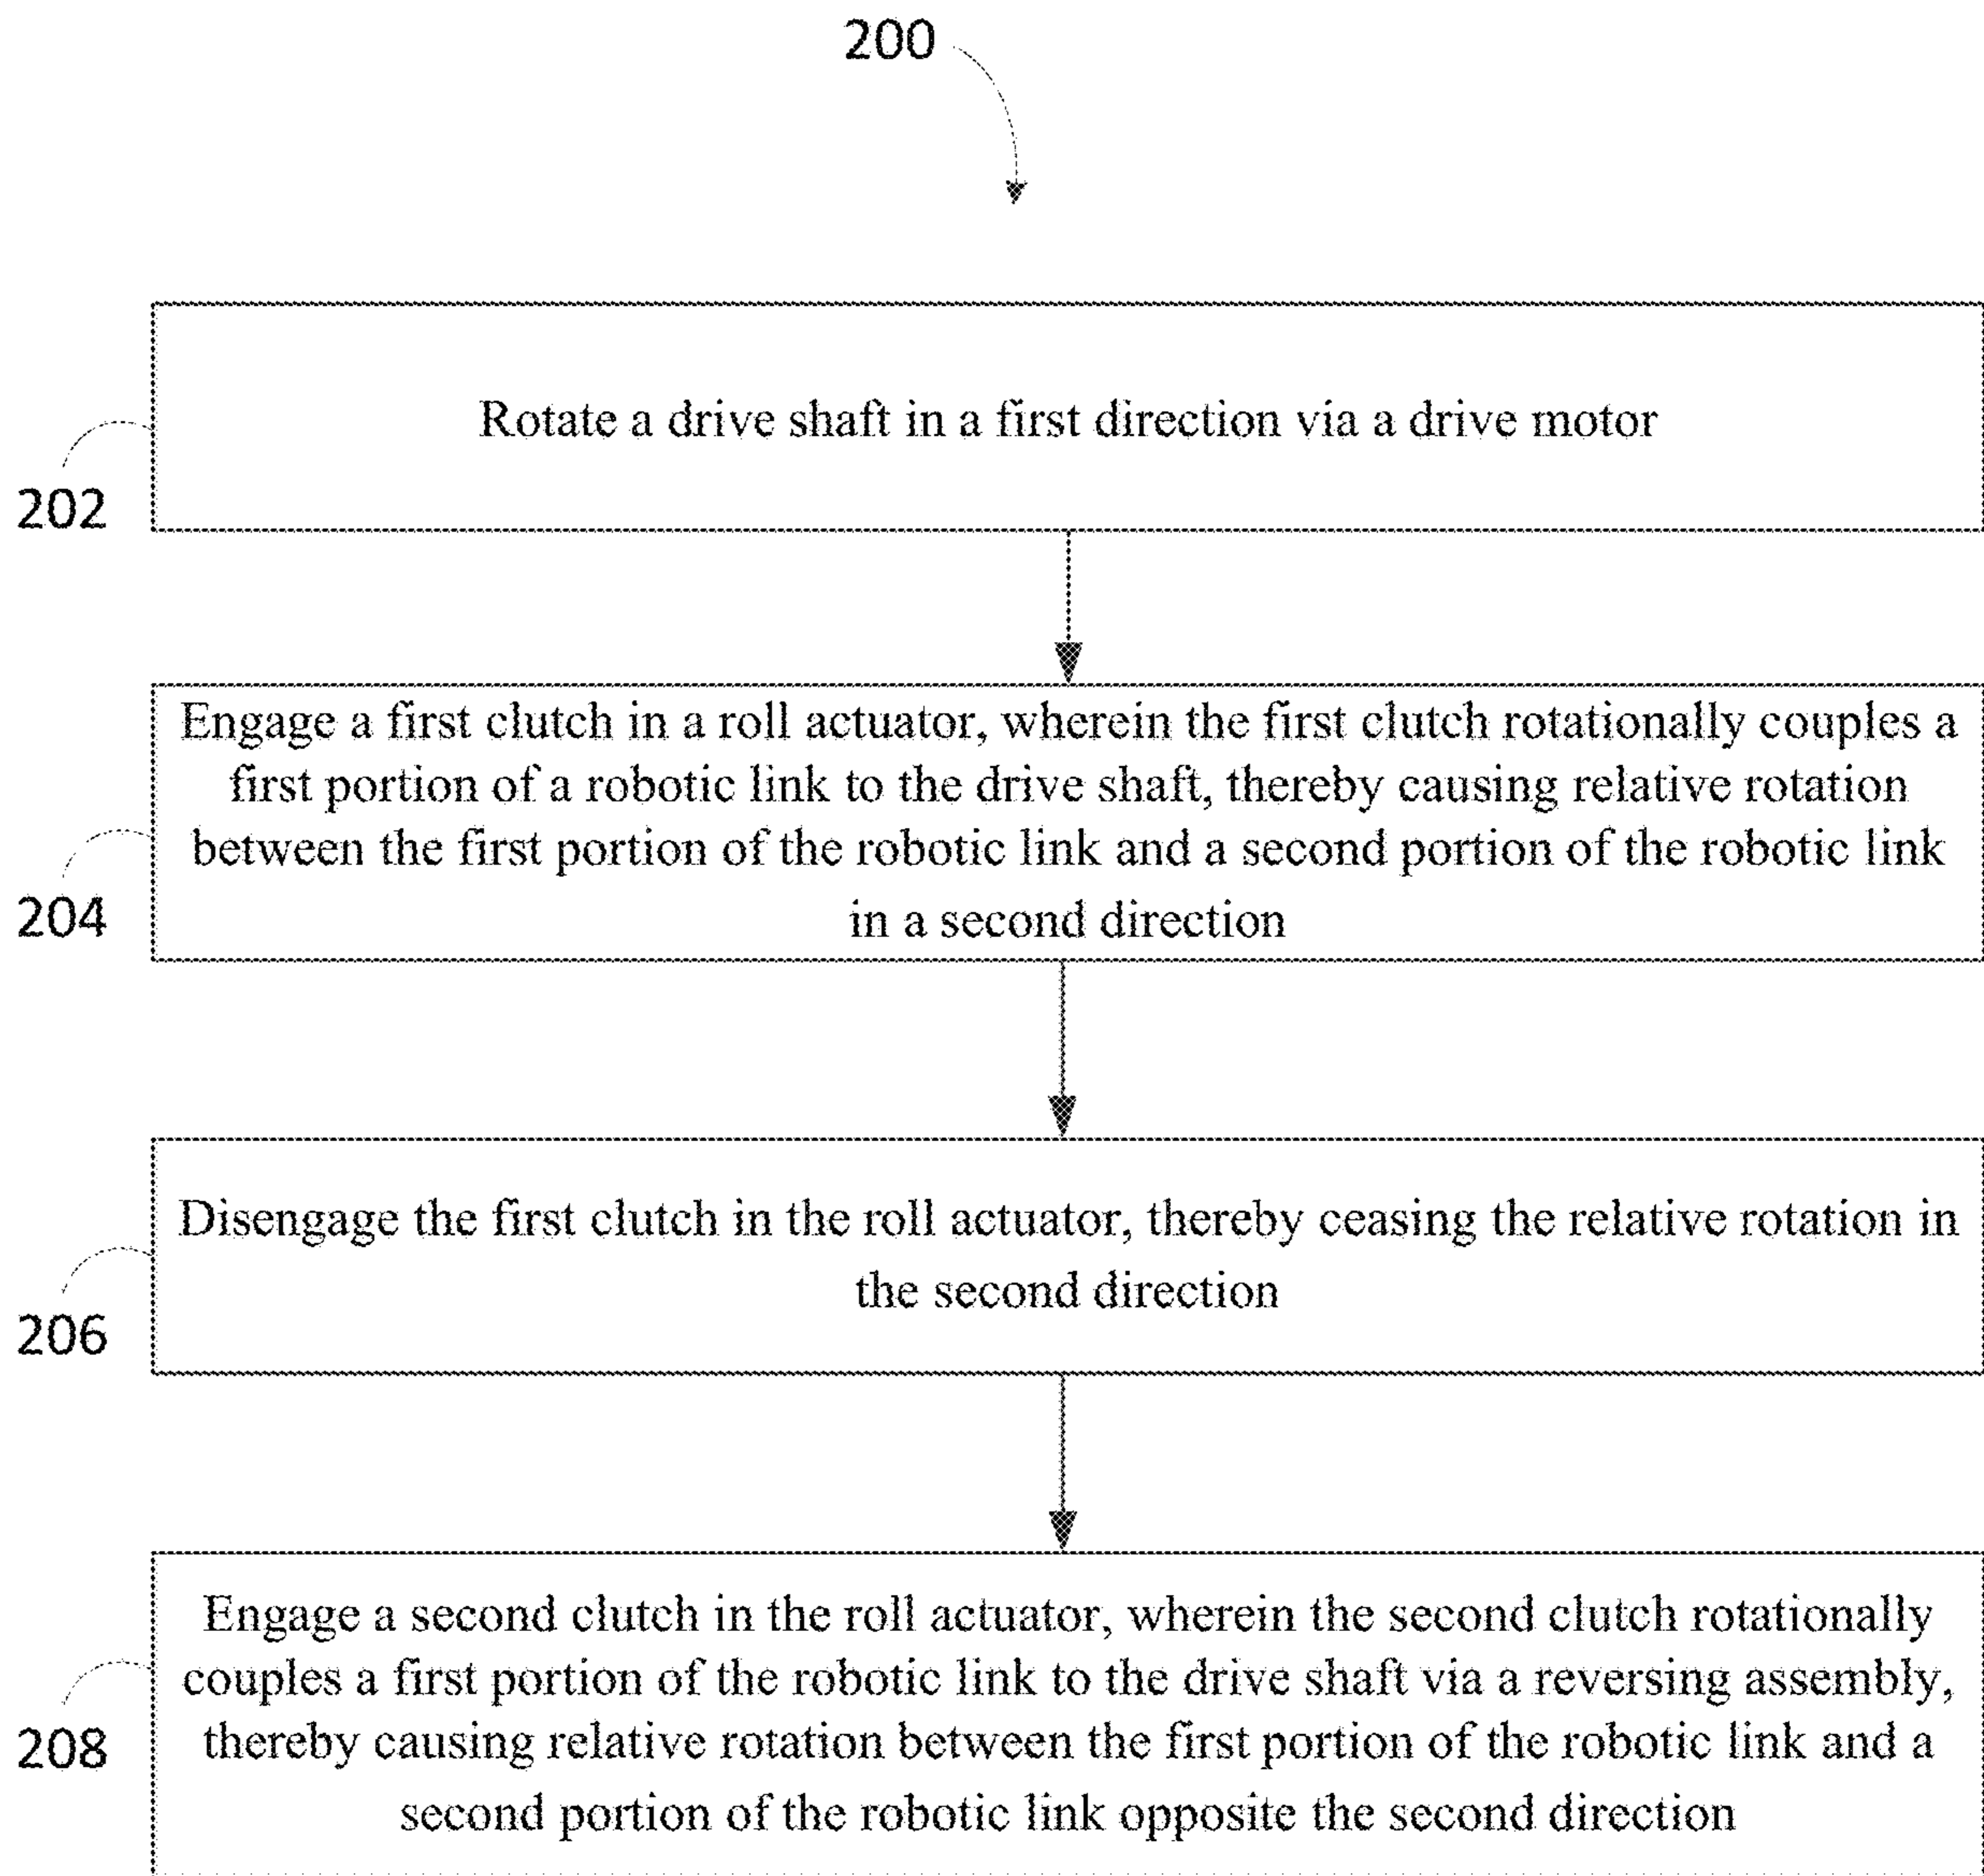 200
Rotate a drive shaft in a first direction via a drive motor
202
Engage a first clutch in a roll actuator, wherein the first clutch rotationally couples a
first portion of a robotic link to the drive shaft, thereby causing relative rotation
between the first portion of the robotic link and a second portion of the robotic link
in a second direction
204
Disengage the first clutch in the roll actuator, thereby ceasing the relative rotation in
the second direction
206
Engage a second clutch in the roll actuator, wherein the second clutch rotationally
couples a first portion of the robotic link to the drive shaft via a reversing assembly,
thereby causing relative rotation between the first portion of the robotic link and a
second portion of the robotic link opposite the second direction
208